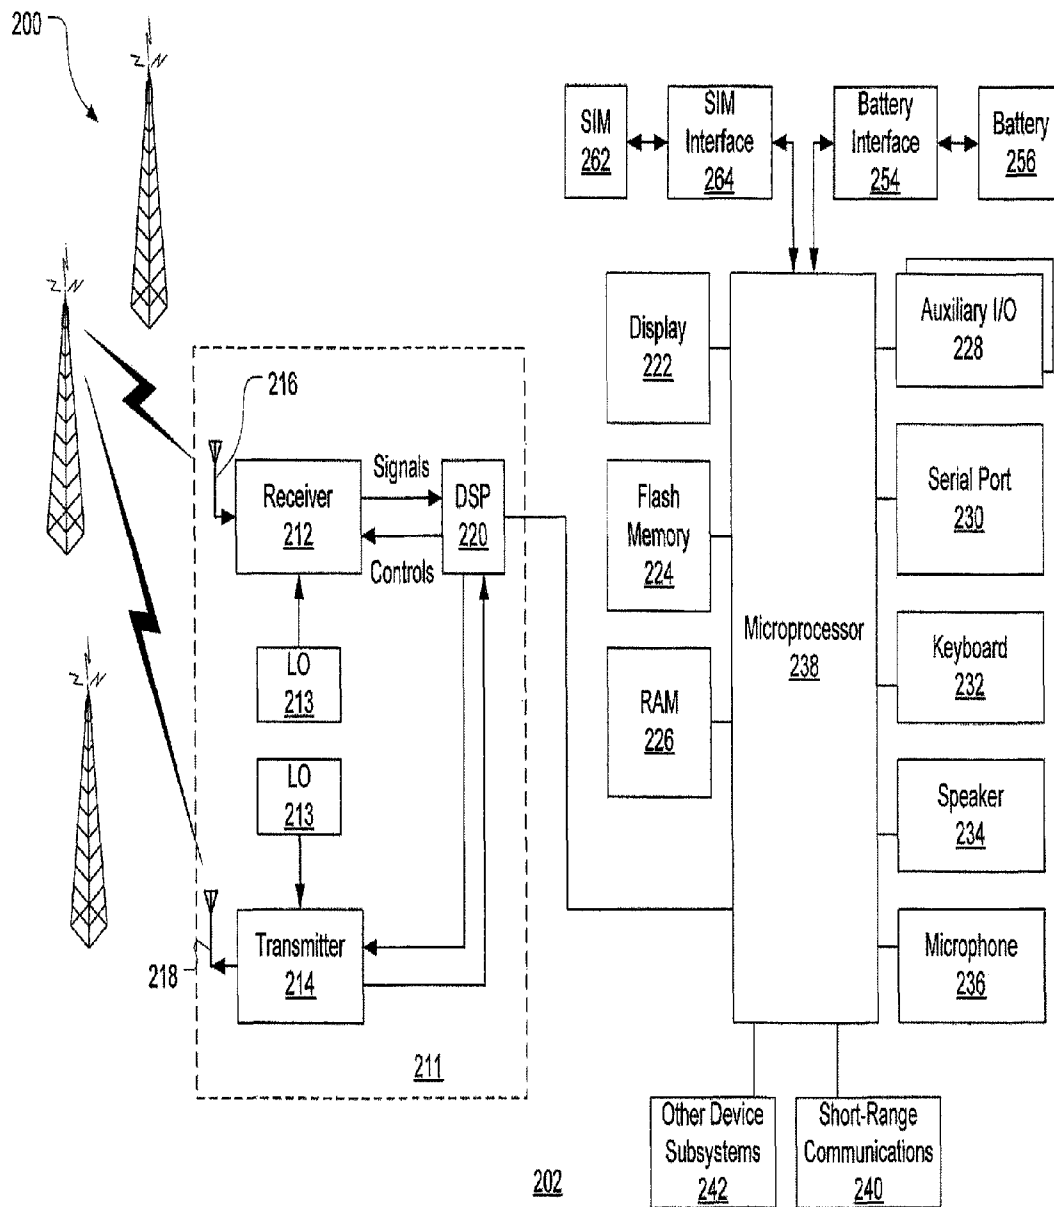 200
SIM
262
SIM
Interface
264
Battery
Interface
254
Battery
256
Display
222
Auxiliary I/O
228
216
Receiver
212
Signals
Controls
DSP
220
Flash
Memory
224
Serial Port
230
Microprocessor
238
LO
213
RAM
226
Keyboard
232
LO
213
Speaker
234
218
Transmitter
214
Microphone
236
211
Other Device
Subsystems
242
Short-Range
Communications
240
202